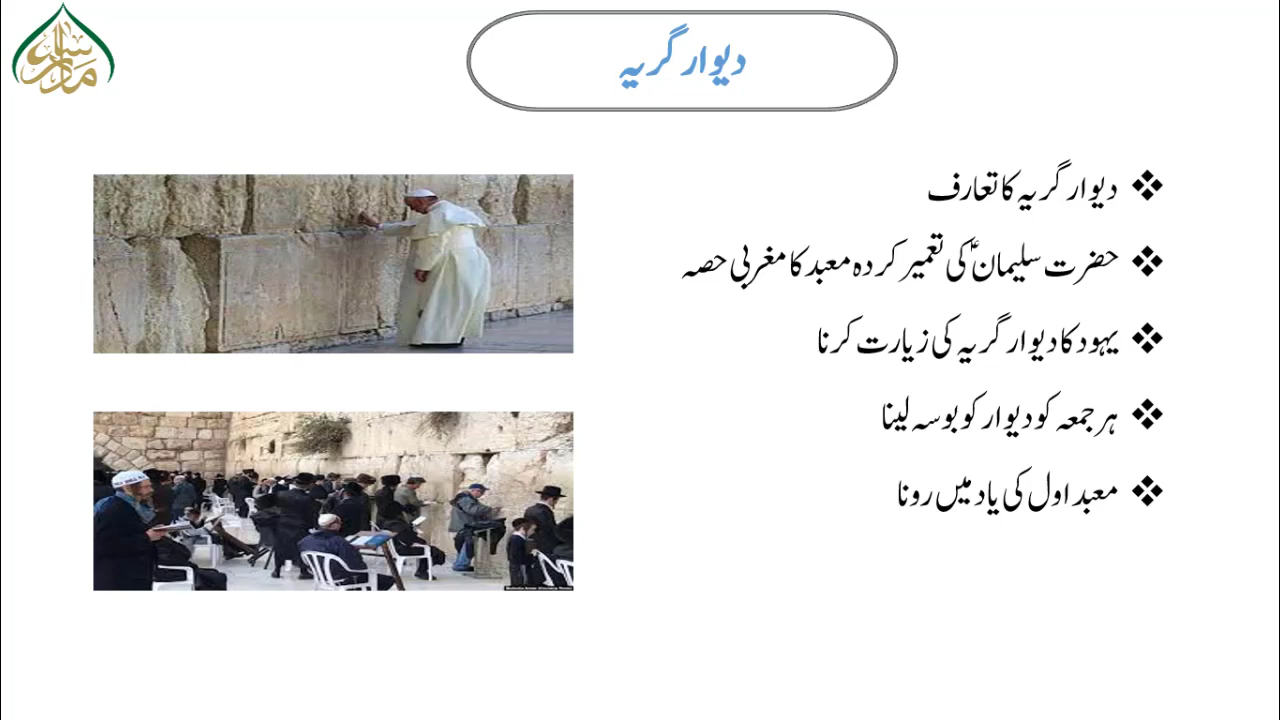 دیوار گریہ
دیوار گریہ کا تعارف
حضرت سلیمانؑ کی تعمیر کردہ معبد کا مغربی حصہ
یہود کا دیوار گریہ کی زیارت کرنا
ہر جمعہ کو دیوار کو بوسہ لینا
معبد اول کی یاد میں رونا